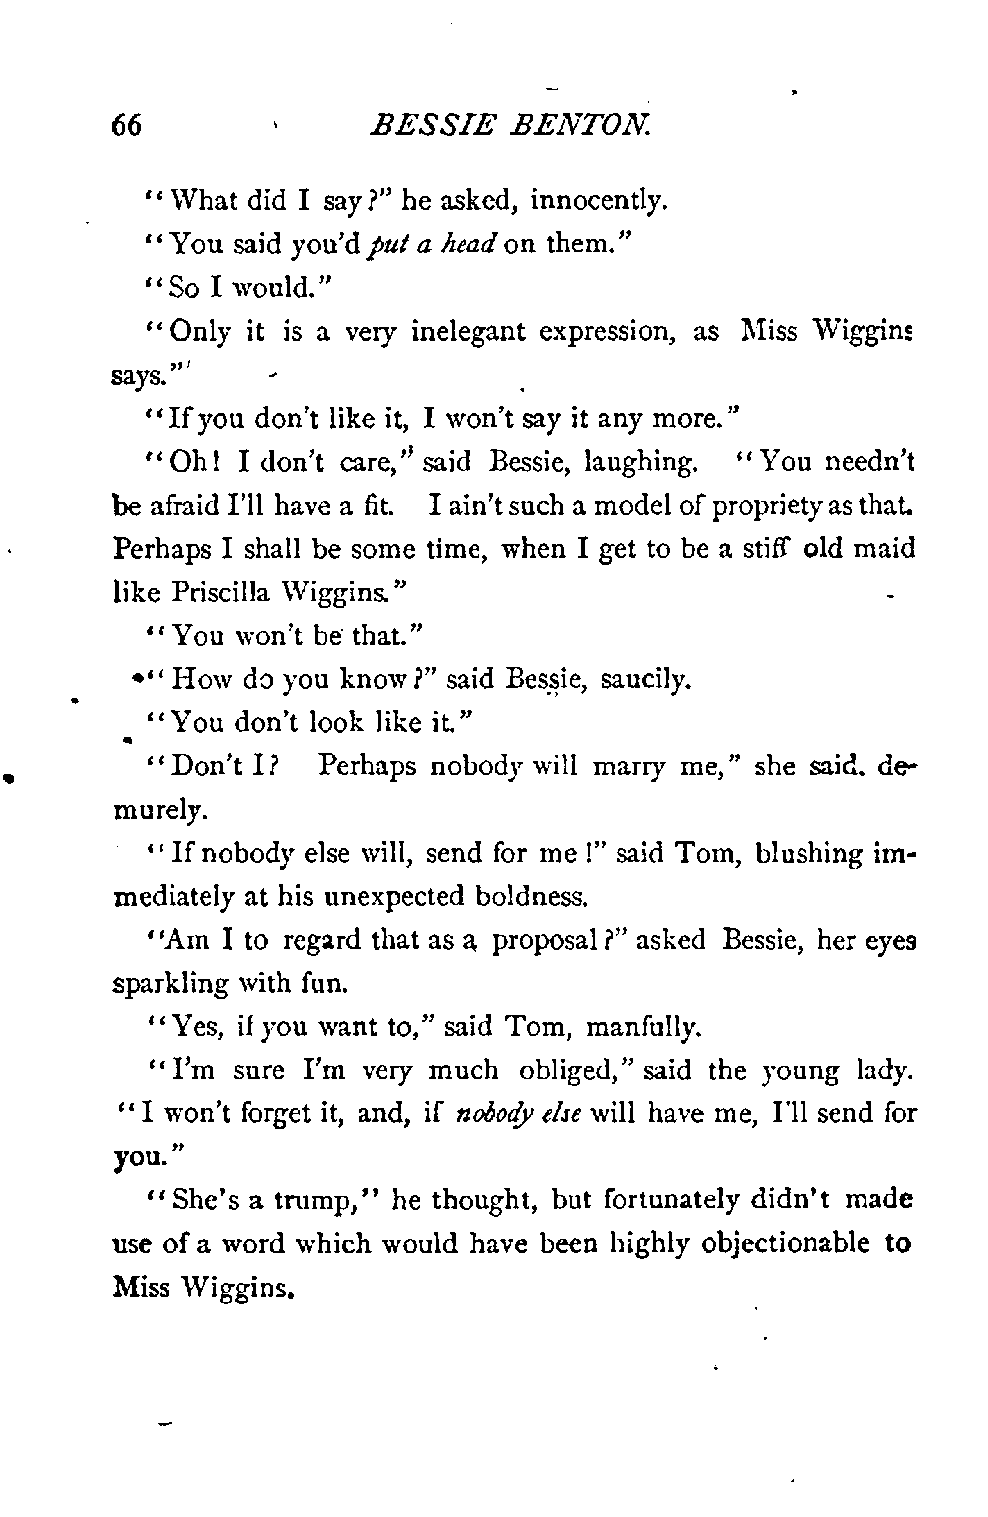 66 BESSIE BENTON.
"What did I say?" he asked, innocently.
"You said you'd put a head on them."
"So I would."
"Only it is a very inelegant expression, as Miss Wiggins
says."'
"If you don't like it, I won't say it any more."
"Oh! I don't care," said Bessie, laughing. "You needn't
be afraid I'll have a fit. I ain't such a model of propriety as that.
Perhaps I shall be some time, when I get to be a stiff old maid
like Priscilla Wiggins."
"You won't be that."
"How do you know?" said Bessie, saucily.
"You don't look like it."
"Don't I? Perhaps nobody will marry me," she said. de-
murely.
"If nobody else will, send for me!" said Tom, blushing im-
mediately at his unexpected boldness.
"Am I to regard that as a proposal?" asked Bessie, her eyes
sparkling with fun.
"Yes, if you want to," said Tom, manfully.
"I'm sure I'm very much obliged," said the young lady.
"I won't forget it, and, if nobody else will have me, I'll send for
you."
"She's a trump," he thought, but fortunately didn't made
use of a word which would have been highly objectionable to
Miss Wiggins.